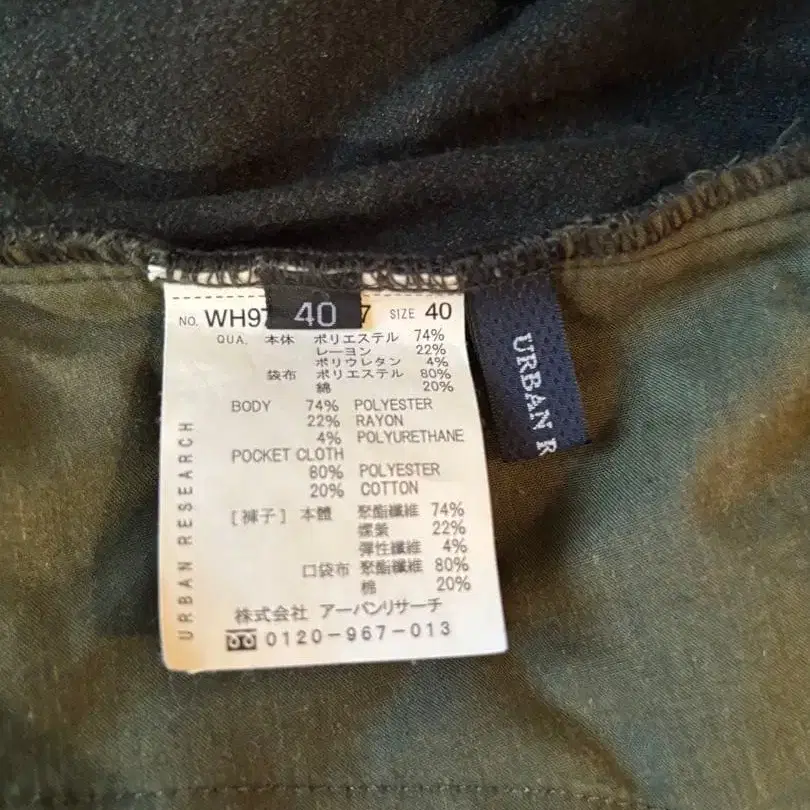 40
NO. WH97 7 SIZE 40
QUA. 本体 ポリエステル 74%
レーヨン 22%
ポリウレタン 4%
袋布 ポリエステル 80%
綿 20%
BODY 74% POLYESTER
22% RAYON
4% POLYURETHANE
POCKET CLOTH
80% POLYESTER
20% COTTON
[褲子] 本體 聚酯纖維 74%
嫘縈 22%
彈性纖維 4%
口袋布 聚酯纖維 80%
棉 20%
株式会社 アーバンリサーチ
0120-967-013
URBAN RESEARCH
URBAN R